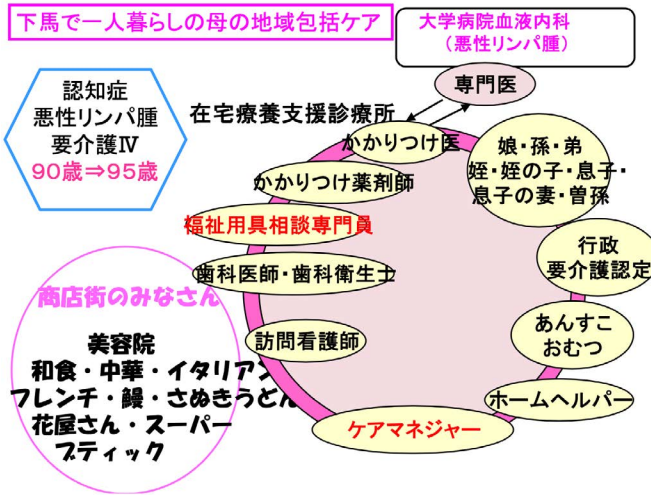 下馬で一人暮らしの母の地域包括ケア
大学病院血液内科
（悪性リンパ腫）
専門医
認知症
悪性リンパ腫
要介護Ⅳ
90歳⇒95歳
在宅療養支援診療所
かかりつけ医
かかりつけ薬剤師
福祉用具相談専門員
歯科医師・歯科衛生士
訪問看護師
ケアマネジャー
娘・孫・弟
姪・姪の子・息子・
息子の妻・曽孫
行政
要介護認定
あんすこ
おむつ
ホームヘルパー
商店街のみなさん
美容院
和食・中華・イタリアン
フレンチ・鰻・さぬきうどん
花屋さん・スーパー
ブティック